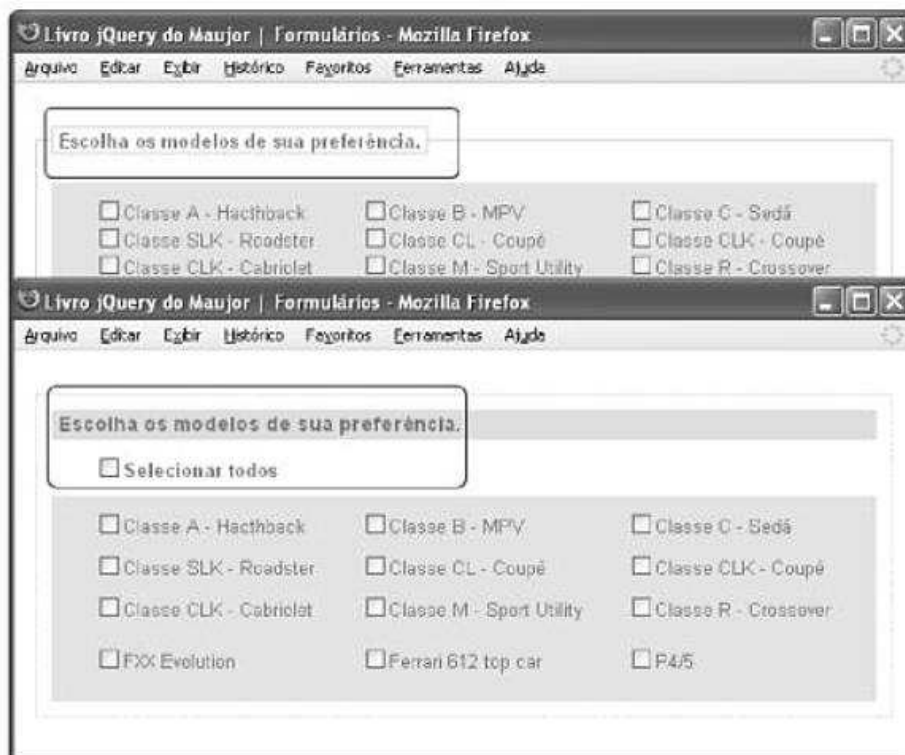 Livro jQuery do Maujor | Formulários - Mozilla Firefox
Arquivo Editar Exibir Histórico Favoritos Ferramentas Ajuda
Escolha os modelos de sua preferência.
Classe A - Hacthback Classe B - MPV Classe C - Sedã
Classe SLK - Roadster Classe CL - Coupé Classe CLK - Coupé
Classe CLK - Cabriolet Classe M - Sport Utility Classe R - Crossover
Livro jQuery do Maujor | Formulários - Mozilla Firefox
Arquivo Editar Exibir Histórico Favoritos Ferramentas Ajuda
Escolha os modelos de sua preferência.
Selecionar todos
Classe A - Hacthback Classe B - MPV Classe C - Sedã
Classe SLK - Roadster Classe CL - Coupé Classe CLK - Coupé
Classe CLK - Cabriolet Classe M - Sport Utility Classe R - Crossover
FXX Evolution Ferrari 612 top car P4/5